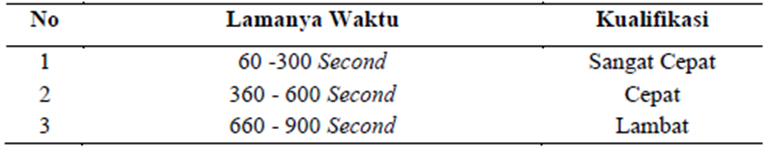 No Lamanya Waktu Kualifikasi
1 60 -300 Second Sangat Cepat
2 360 - 600 Second Cepat
3 660 - 900 Second Lambat